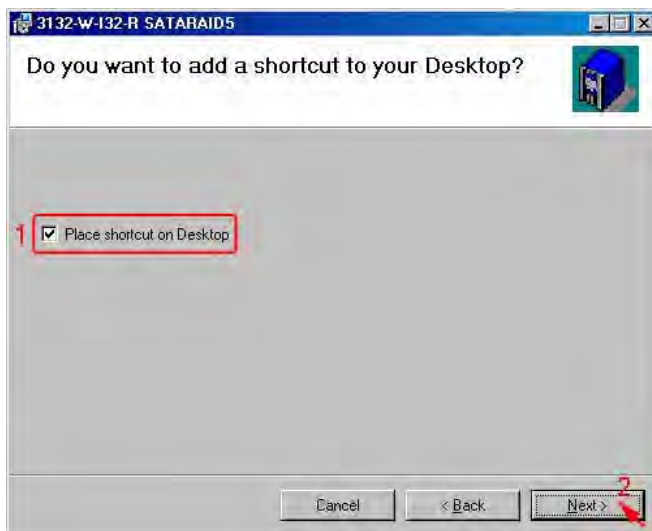 3132-W-I32-R SATARAID5
Do you want to add a shortcut to your Desktop?
1
Place shortcut on Desktop
2
Cancel
< Back
Next >